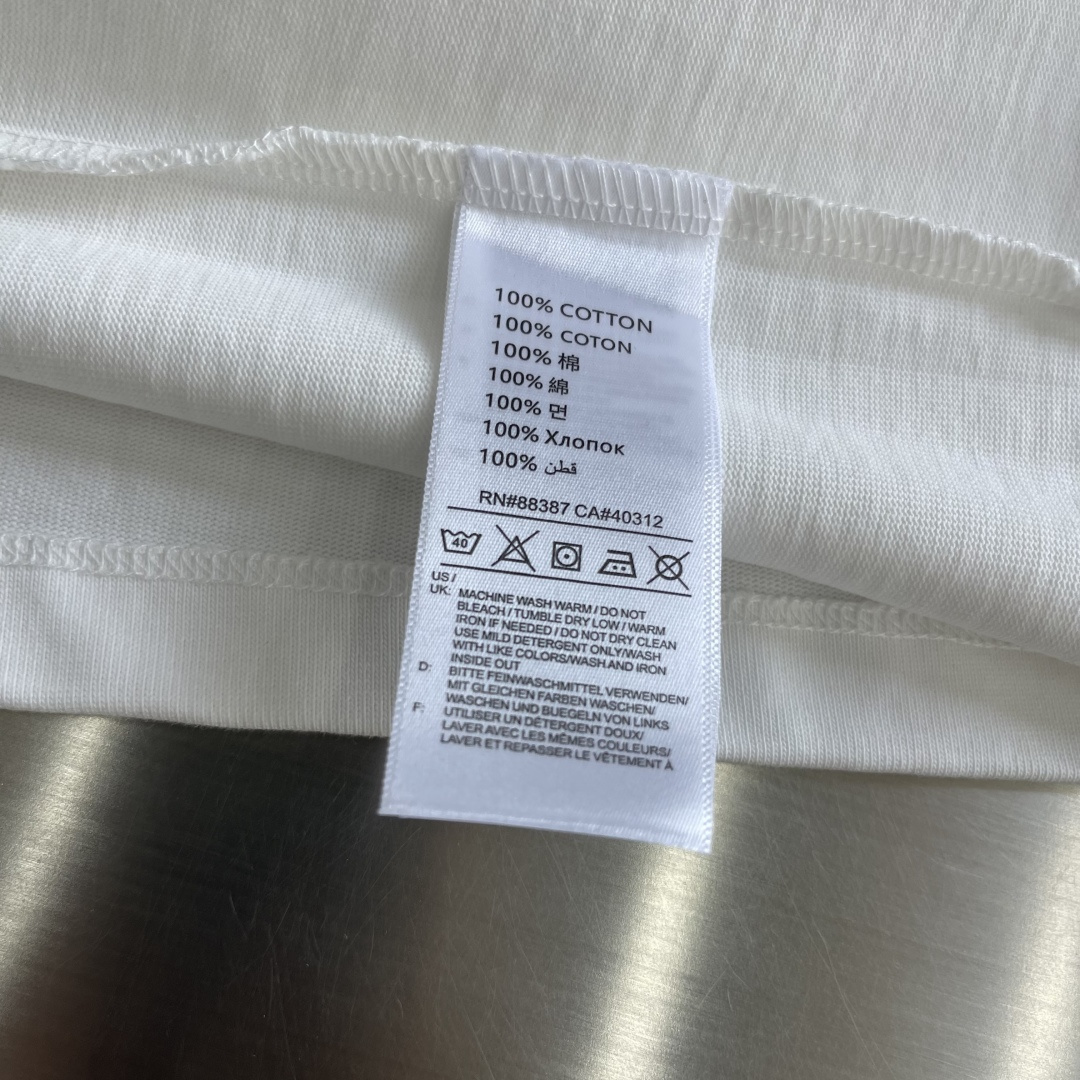 100% COTTON
100% COTON
100% 棉
100% 綿
100% 면
100% Хлопок
100% قطن
RN#88387 CA#40312
40
US /
UK: MACHINE WASH WARM / DO NOT
BLEACH / TUMBLE DRY LOW / WARM
IRON IF NEEDED / DO NOT DRY CLEAN
USE MILD DETERGENT ONLY/WASH
WITH LIKE COLORS/WASH AND IRON
INSIDE OUT
D: BITTE FEINWASCHMITTEL VERWENDEN/
MIT GLEICHEN FARBEN WASCHEN/
WASCHEN UND BUEGELN VON LINKS
F: UTILISER UN DÉTERGENT DOUX/
LAVER AVEC LES MÊMES COULEURS/
LAVER ET REPASSER LE VÊTEMENT À